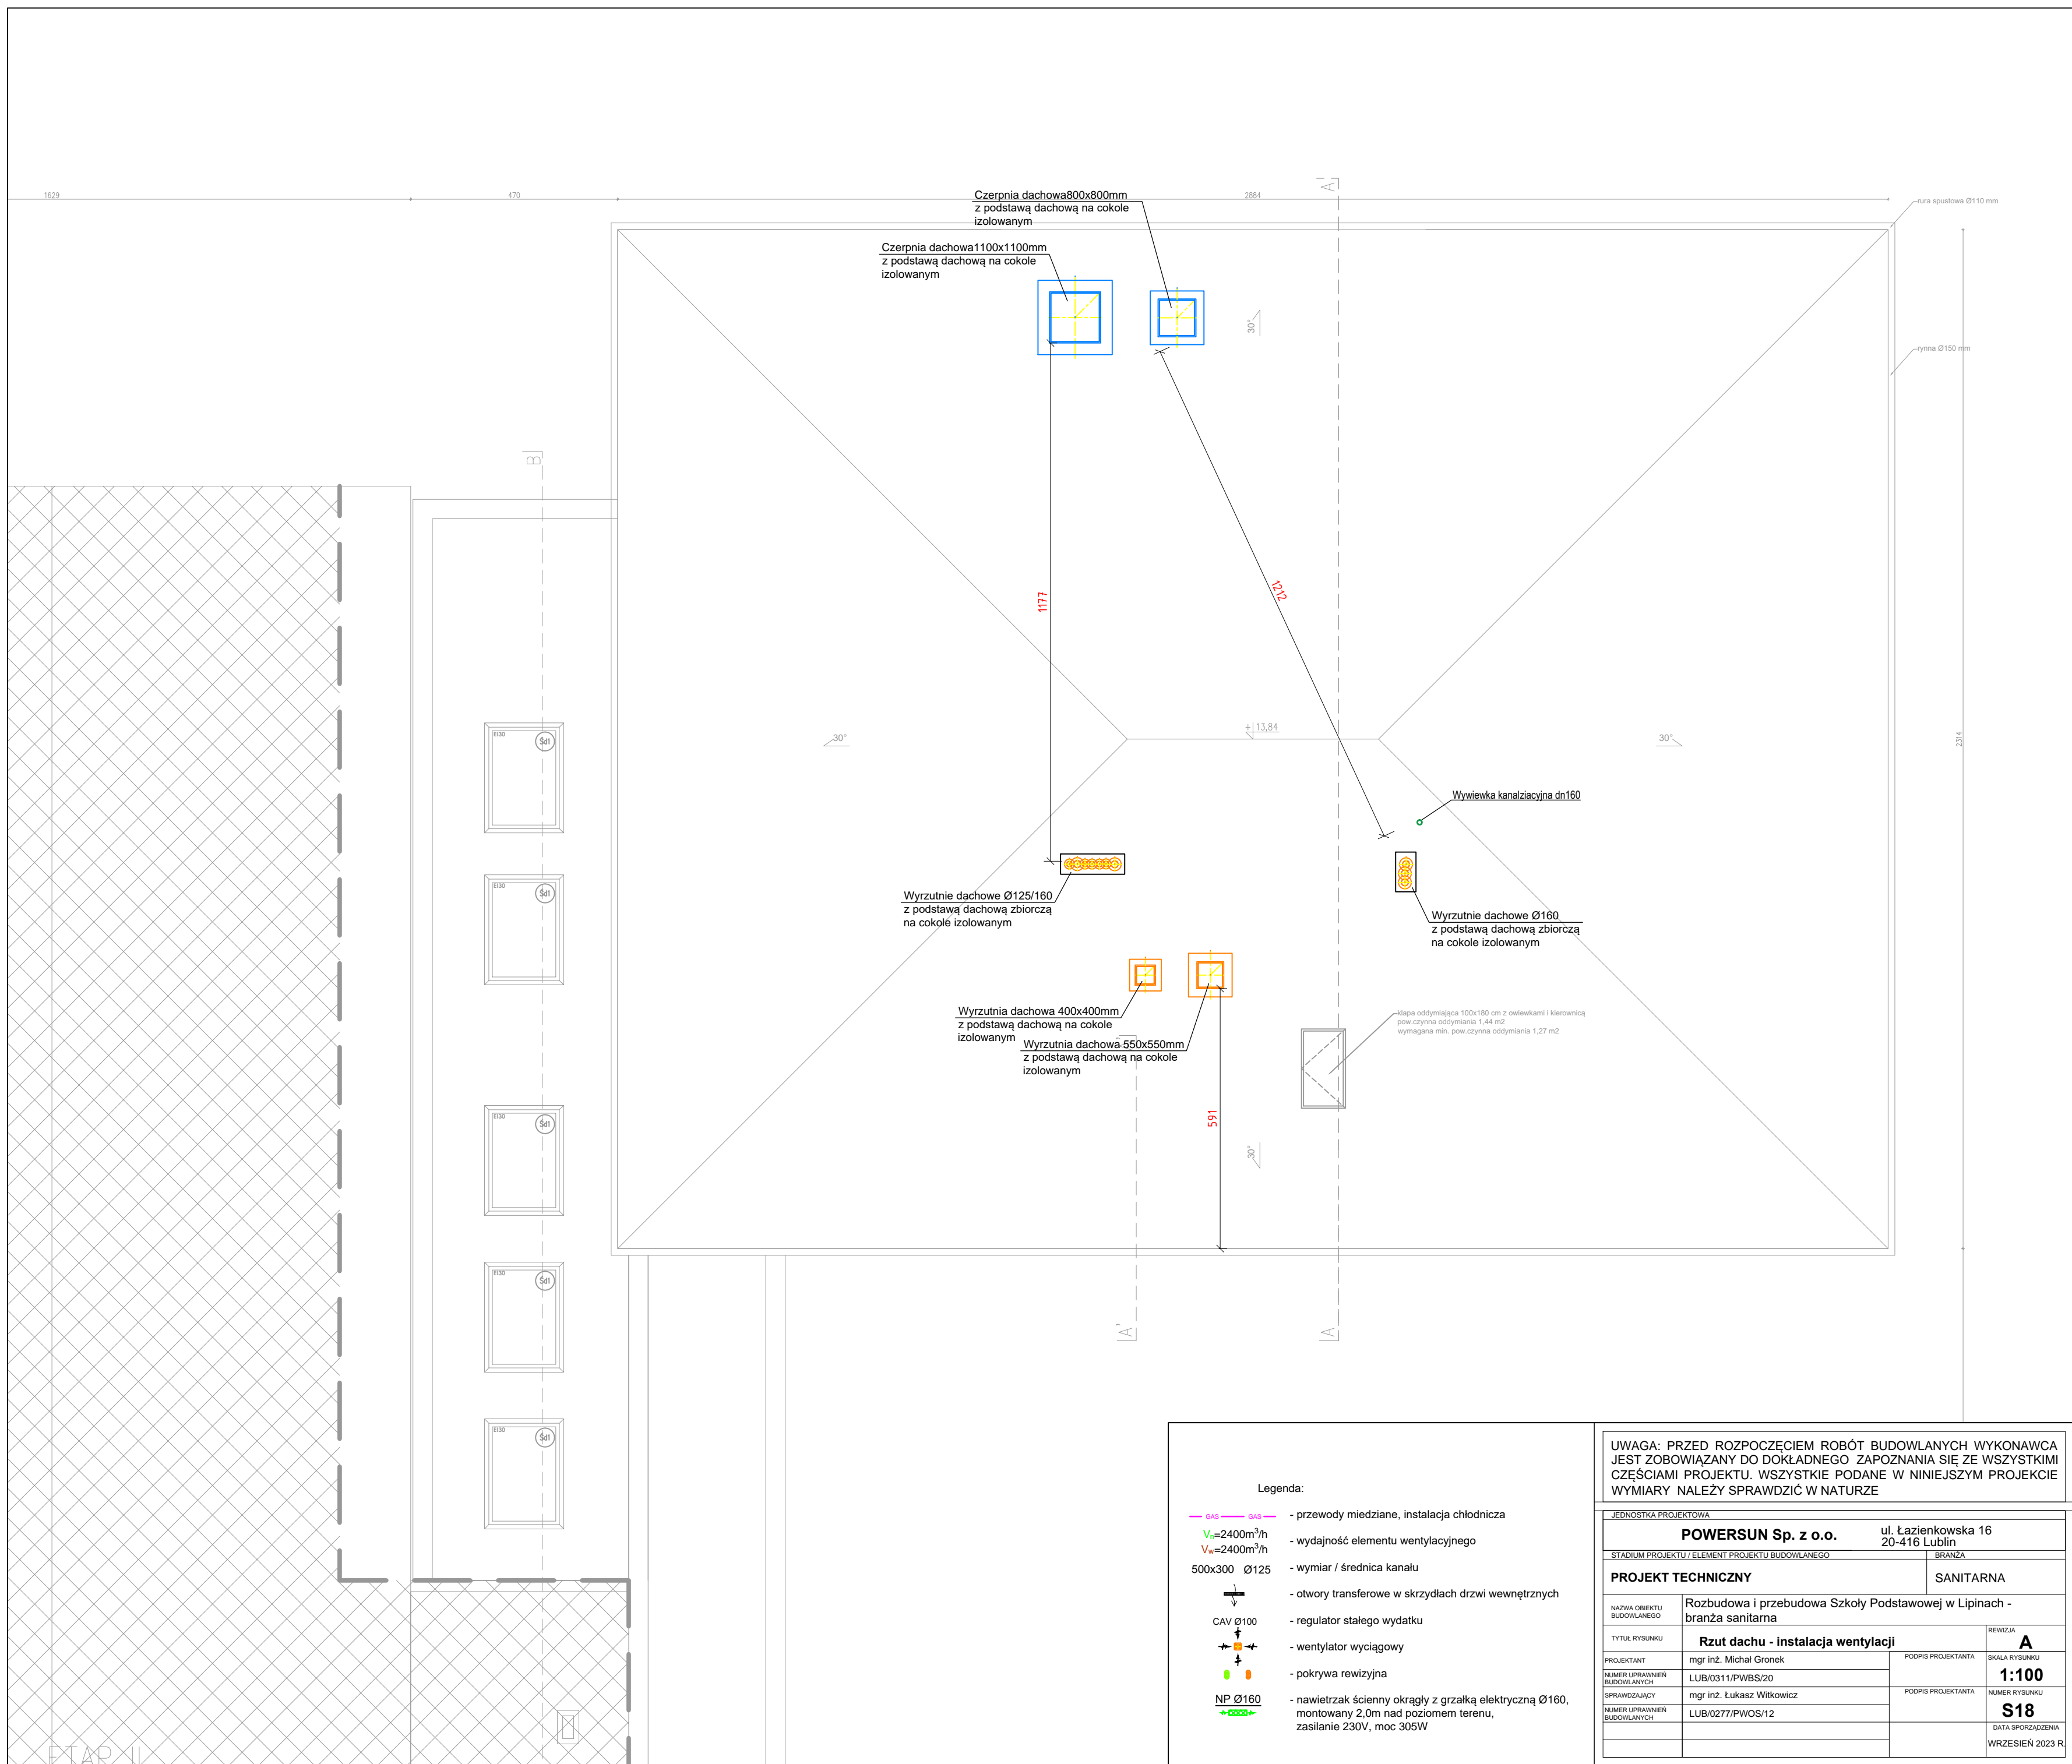 1629
470
2884
A
Czerpnia dachowa800x800mm
z podstawą dachową na cokole
izolowanym
rura spustowa Ø110 mm
Czerpnia dachowa1100x1100mm
z podstawą dachową na cokole
izolowanym
30°
rynna Ø150 mm
B
1177
1212
EI30
Sd1
30°
+13,84
30°
2314
Wywiewka kanalziacyjna dn160
EI30
Sd1
Wyrzutnie dachowe Ø125/160
z podstawą dachową zbiorczą
na cokole izolowanym
Wyrzutnie dachowe Ø160
z podstawą dachową zbiorczą
na cokole izolowanym
Wyrzutnia dachowa 400x400mm
z podstawą dachową na cokole
izolowanym
Wyrzutnia dachowa 550x550mm
z podstawą dachową na cokole
izolowanym
klapa oddymiająca 100x180 cm z owiewkami i kierownicą
pow.czynna oddymiania 1,44 m2
wymagana min. pow.czynna oddymiania 1,27 m2
591
EI30
Sd1
30°
EI30
Sd1
A'
A
EI30
Sd1
ETAP II
Legenda:
GAS GAS - przewody miedziane, instalacja chłodnicza
Vn=2400m³/h
Vw=2400m³/h
- wydajność elementu wentylacyjnego
500x300 Ø125 - wymiar / średnica kanału
- otwory transferowe w skrzydłach drzwi wewnętrznych
CAV Ø100 - regulator stałego wydatku
- wentylator wyciągowy
- pokrywa rewizyjna
NP Ø160 - nawietrzak ścienny okrągły z grzałką elektryczną Ø160,
montowany 2,0m nad poziomem terenu,
zasilanie 230V, moc 305W
UWAGA: PRZED ROZPOCZĘCIEM ROBÓT BUDOWLANYCH WYKONAWCA
JEST ZOBOWIĄZANY DO DOKŁADNEGO ZAPOZNANIA SIĘ ZE WSZYSTKIMI
CZĘŚCIAMI PROJEKTU. WSZYSTKIE PODANE W NINIEJSZYM PROJEKCIE
WYMIARY NALEŻY SPRAWDZIĆ W NATURZE
JEDNOSTKA PROJEKTOWA
POWERSUN Sp. z o.o.
ul. Łazienkowska 16
20-416 Lublin
STADIUM PROJEKTU / ELEMENT PROJEKTU BUDOWLANEGO
BRANŻA
PROJEKT TECHNICZNY
SANITARNA
NAZWA OBIEKTU
BUDOWLANEGO
Rozbudowa i przebudowa Szkoły Podstawowej w Lipinach -
branża sanitarna
TYTUŁ RYSUNKU
Rzut dachu - instalacja wentylacji
REWIZJA
A
PROJEKTANT
mgr inż. Michał Gronek
PODPIS PROJEKTANTA
SKALA RYSUNKU
1:100
NUMER UPRAWNIEŃ
BUDOWLANYCH
LUB/0311/PWBS/20
SPRAWDZAJĄCY
mgr inż. Łukasz Witkowicz
PODPIS PROJEKTANTA
NUMER RYSUNKU
S18
NUMER UPRAWNIEŃ
BUDOWLANYCH
LUB/0277/PWOS/12
DATA SPORZĄDZENIA
WRZESIEŃ 2023 R.